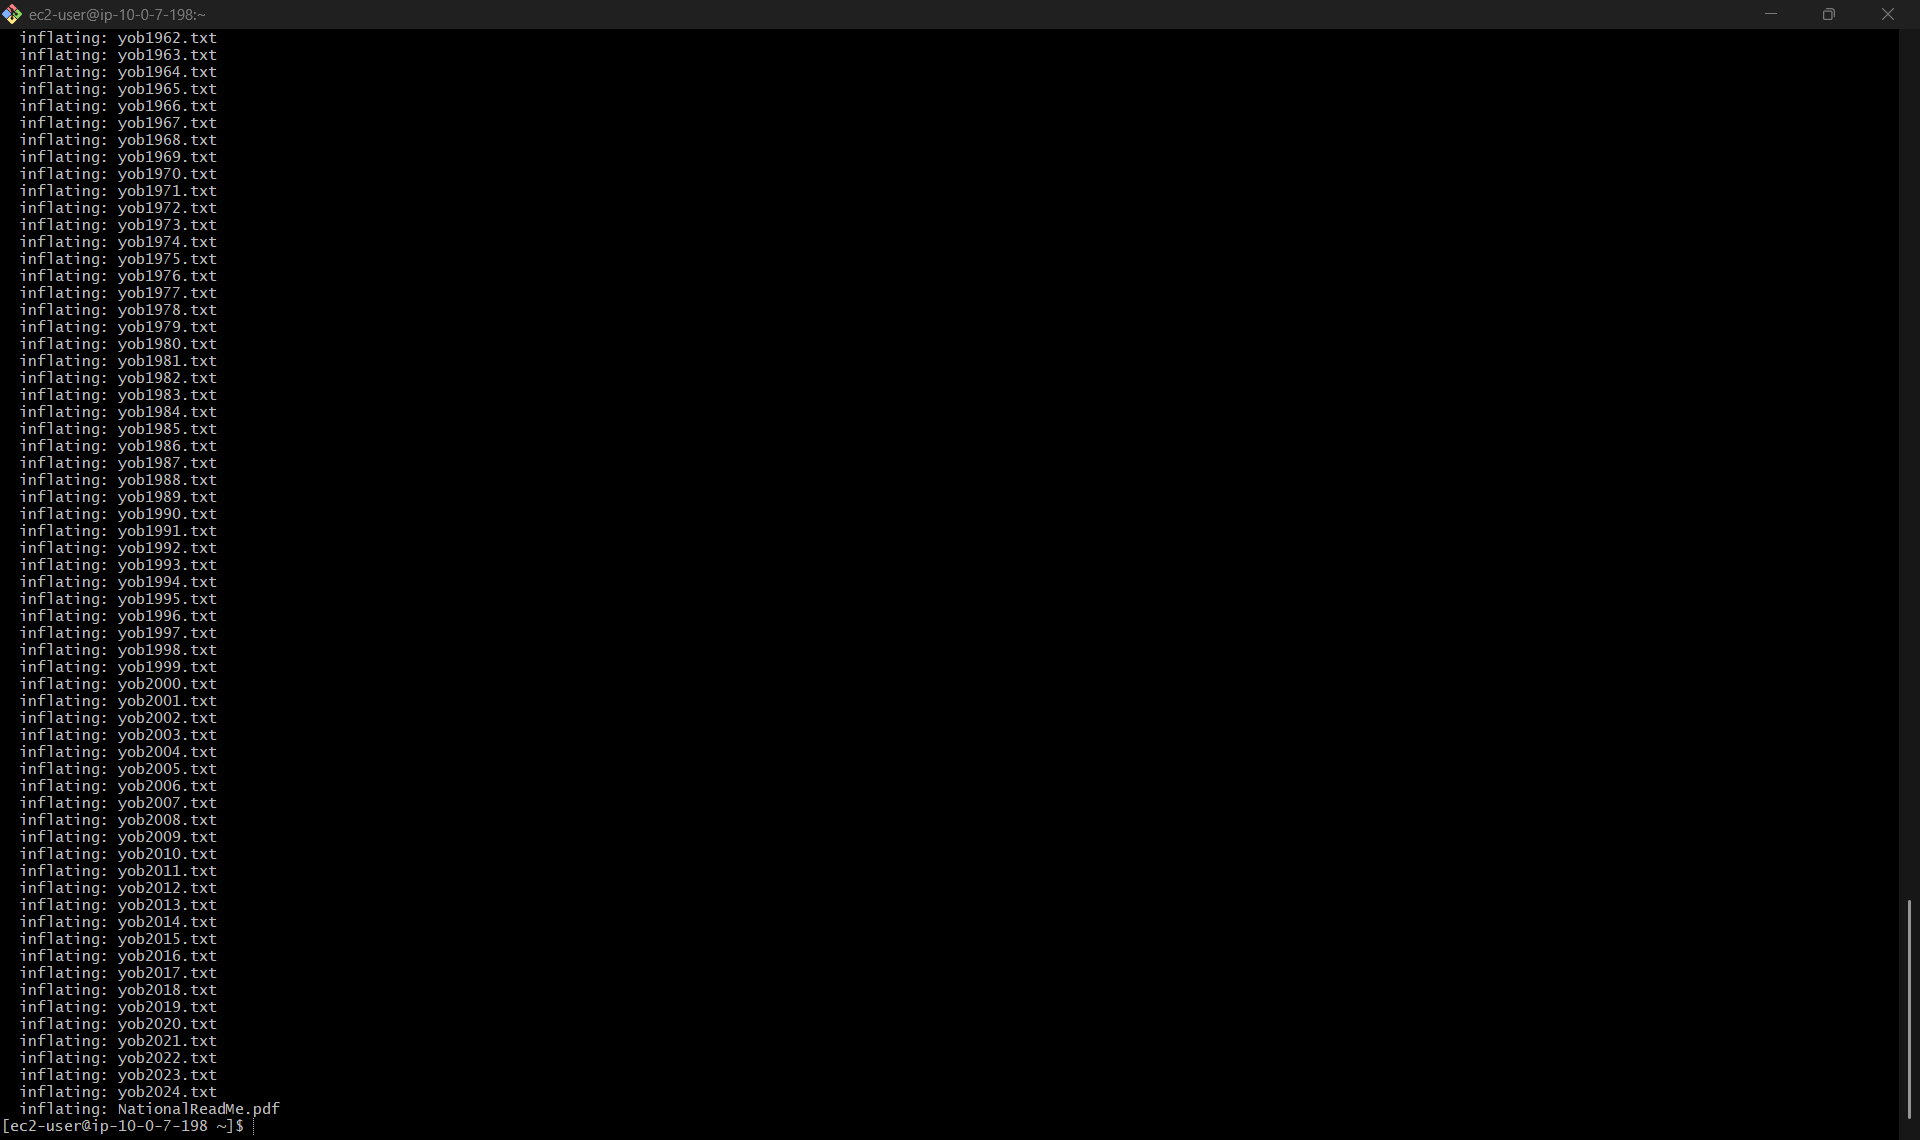 ec2-user@ip-10-0-7-198:~
inflating: yob1962.txt
inflating: yob1963.txt
inflating: yob1964.txt
inflating: yob1965.txt
inflating: yob1966.txt
inflating: yob1967.txt
inflating: yob1968.txt
inflating: yob1969.txt
inflating: yob1970.txt
inflating: yob1971.txt
inflating: yob1972.txt
inflating: yob1973.txt
inflating: yob1974.txt
inflating: yob1975.txt
inflating: yob1976.txt
inflating: yob1977.txt
inflating: yob1978.txt
inflating: yob1979.txt
inflating: yob1980.txt
inflating: yob1981.txt
inflating: yob1982.txt
inflating: yob1983.txt
inflating: yob1984.txt
inflating: yob1985.txt
inflating: yob1986.txt
inflating: yob1987.txt
inflating: yob1988.txt
inflating: yob1989.txt
inflating: yob1990.txt
inflating: yob1991.txt
inflating: yob1992.txt
inflating: yob1993.txt
inflating: yob1994.txt
inflating: yob1995.txt
inflating: yob1996.txt
inflating: yob1997.txt
inflating: yob1998.txt
inflating: yob1999.txt
inflating: yob2000.txt
inflating: yob2001.txt
inflating: yob2002.txt
inflating: yob2003.txt
inflating: yob2004.txt
inflating: yob2005.txt
inflating: yob2006.txt
inflating: yob2007.txt
inflating: yob2008.txt
inflating: yob2009.txt
inflating: yob2010.txt
inflating: yob2011.txt
inflating: yob2012.txt
inflating: yob2013.txt
inflating: yob2014.txt
inflating: yob2015.txt
inflating: yob2016.txt
inflating: yob2017.txt
inflating: yob2018.txt
inflating: yob2019.txt
inflating: yob2020.txt
inflating: yob2021.txt
inflating: yob2022.txt
inflating: yob2023.txt
inflating: yob2024.txt
inflating: NationalReadMe.pdf
[ec2-user@ip-10-0-7-198 ~]$